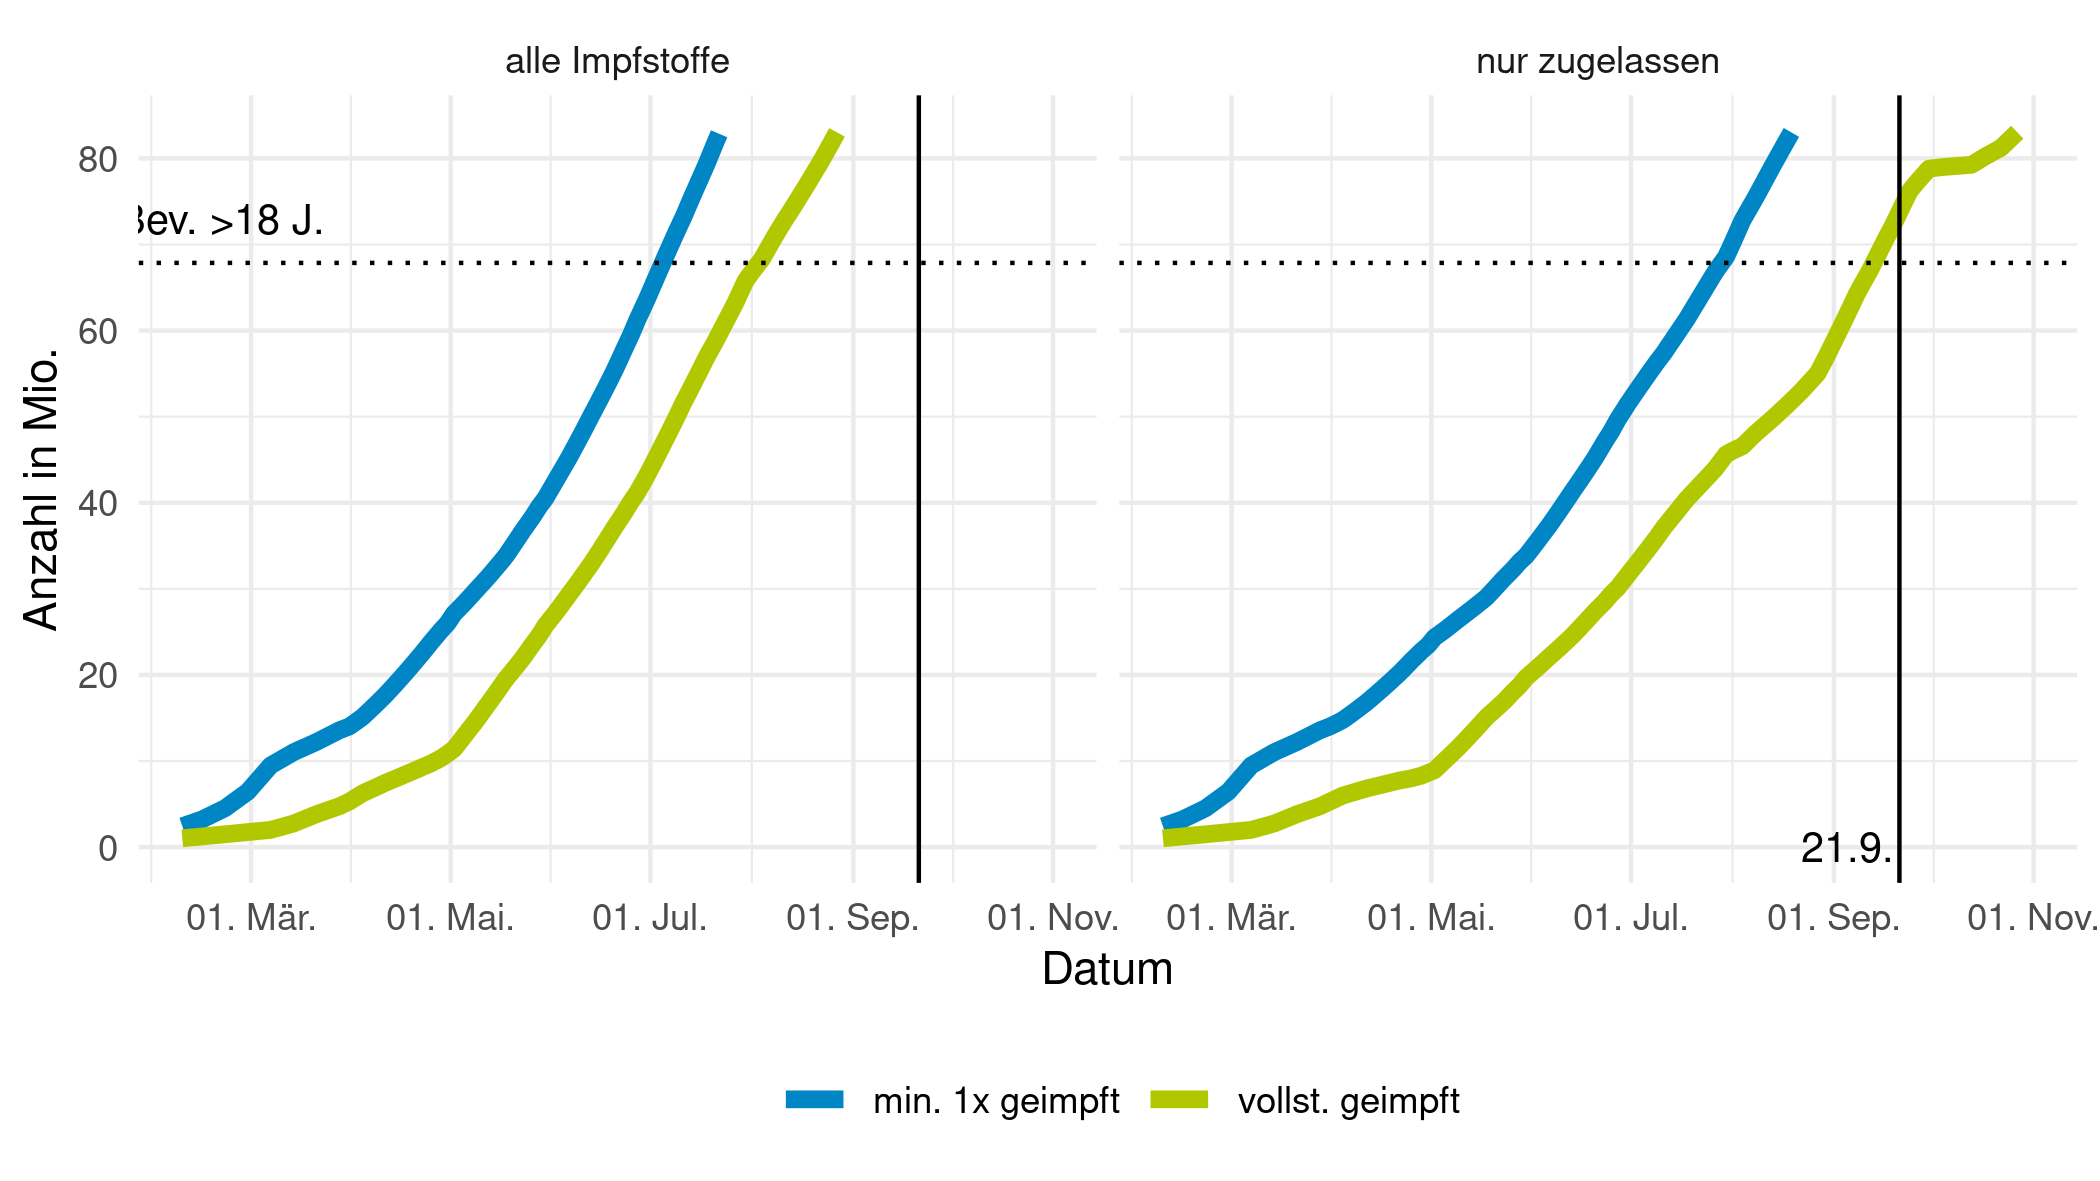 alle Impfstoffe
nur zugelassen
Anzahl in Mio.
80
60
40
20
0
Bev. >18 J.
21.9.
01. Mär.
01. Mai.
01. Jul.
01. Sep.
01. Nov.
01. Mär.
01. Mai.
01. Jul.
01. Sep.
01. Nov.
Datum
min. 1x geimpft
vollst. geimpft